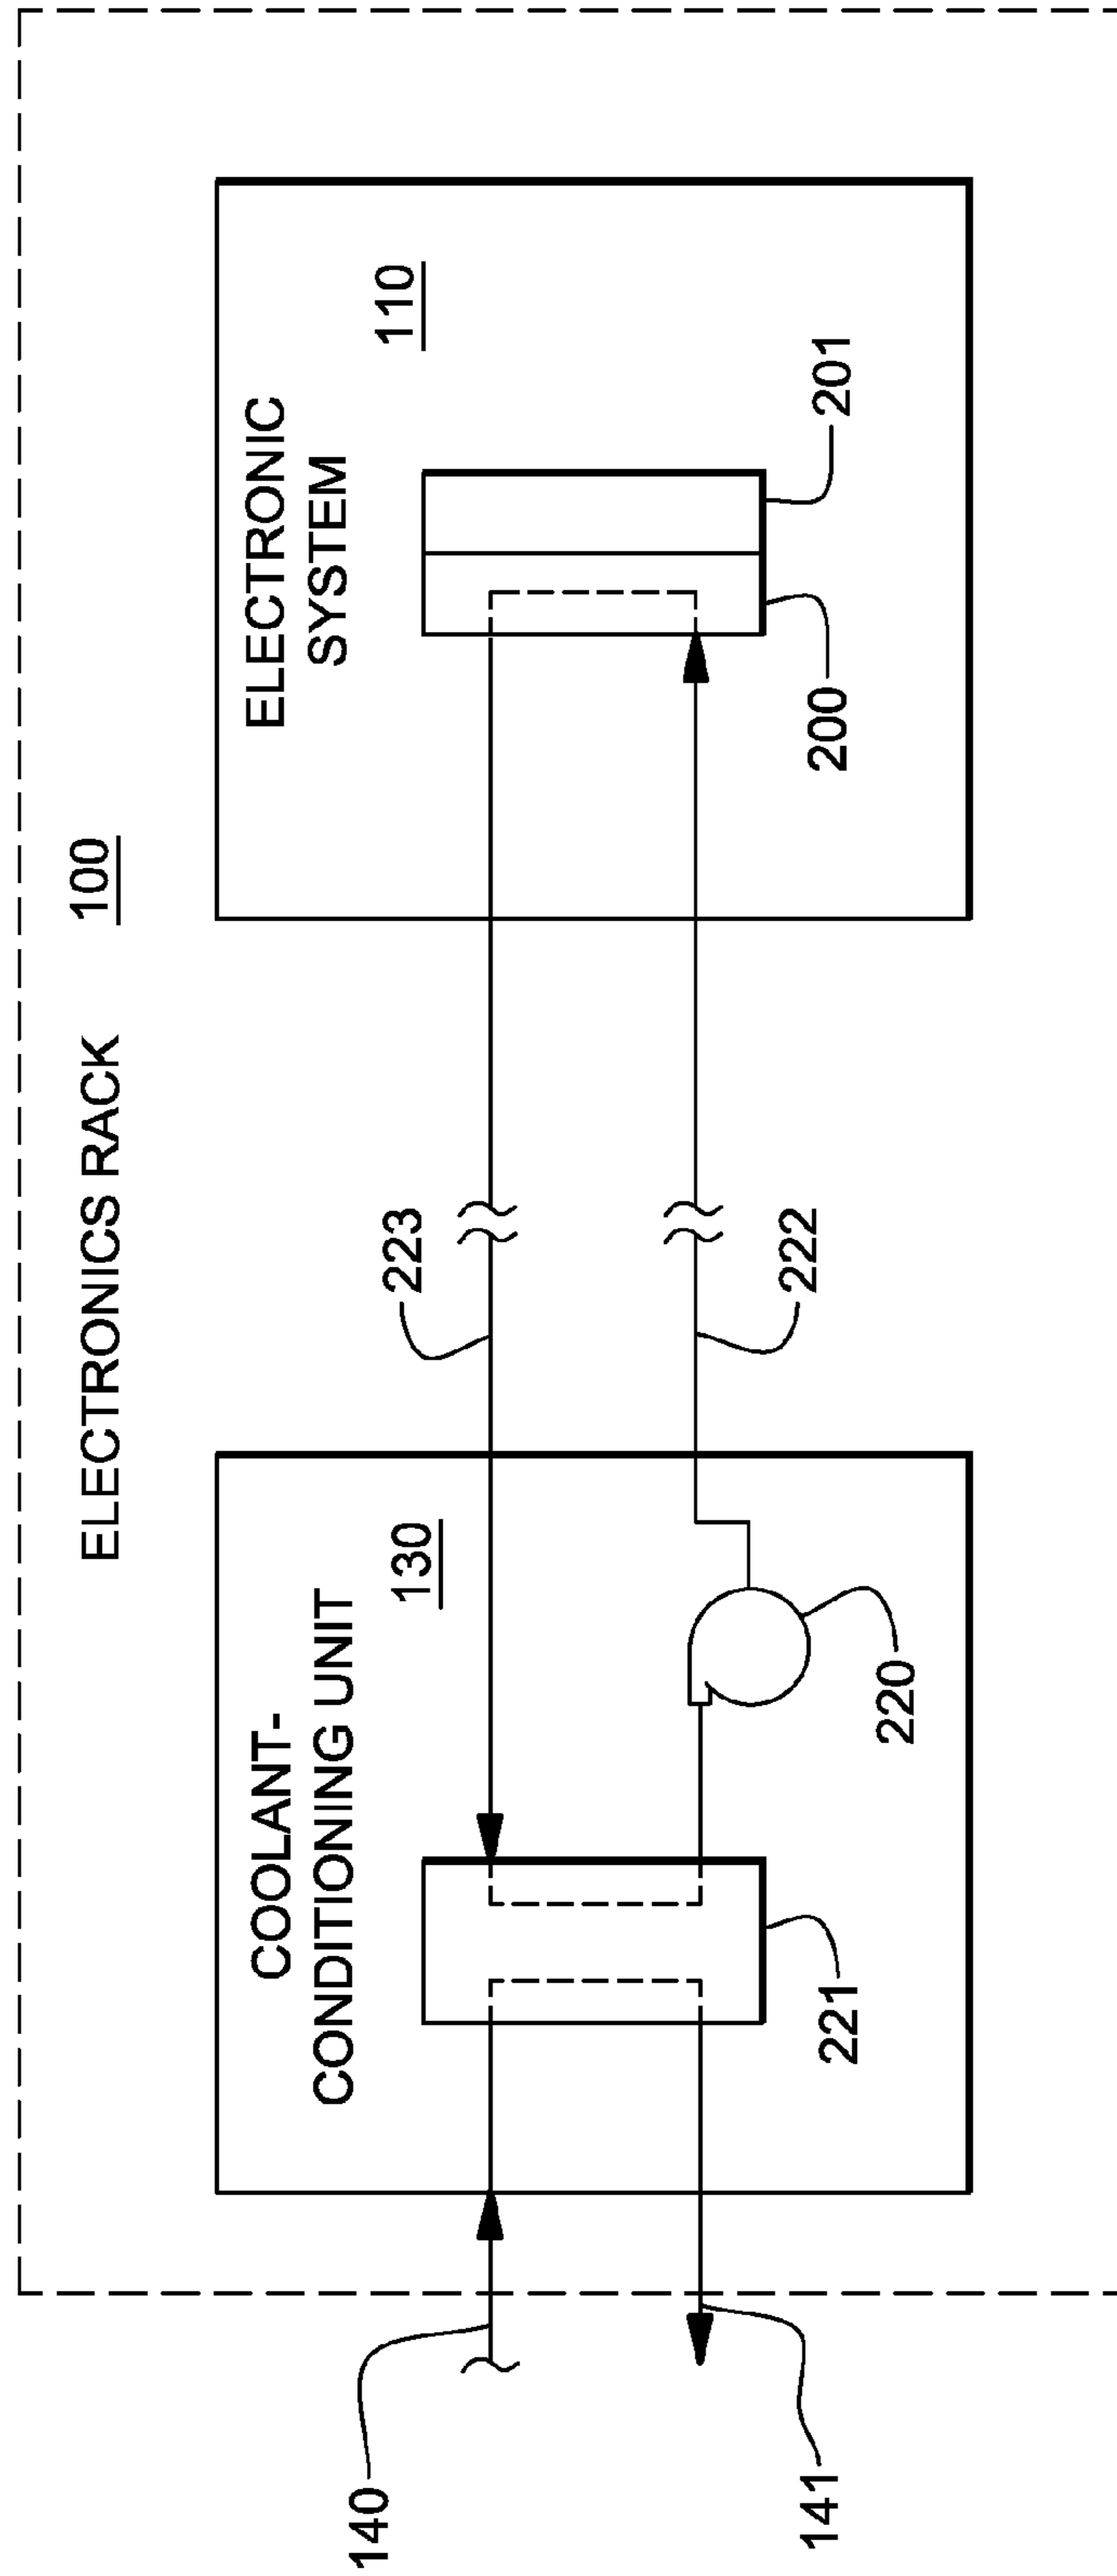 ELECTRONICS RACK 100
COOLANT-
CONDITIONING UNIT
130
ELECTRONIC
SYSTEM
110
140
223
141
221
220
222
200
201